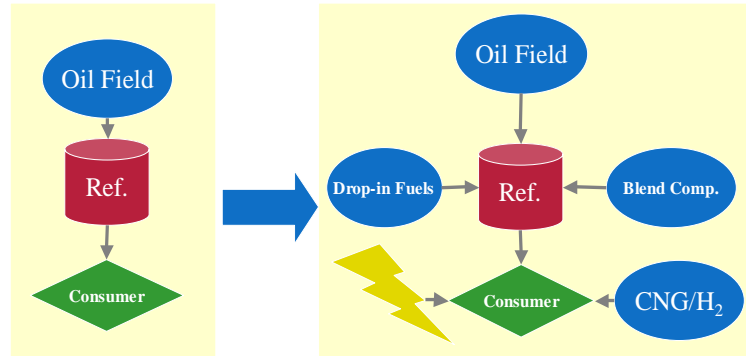 Oil Field
Ref.
Consumer
Oil Field
Drop-in Fuels
Ref.
Blend Comp.
Consumer
CNG/H₂